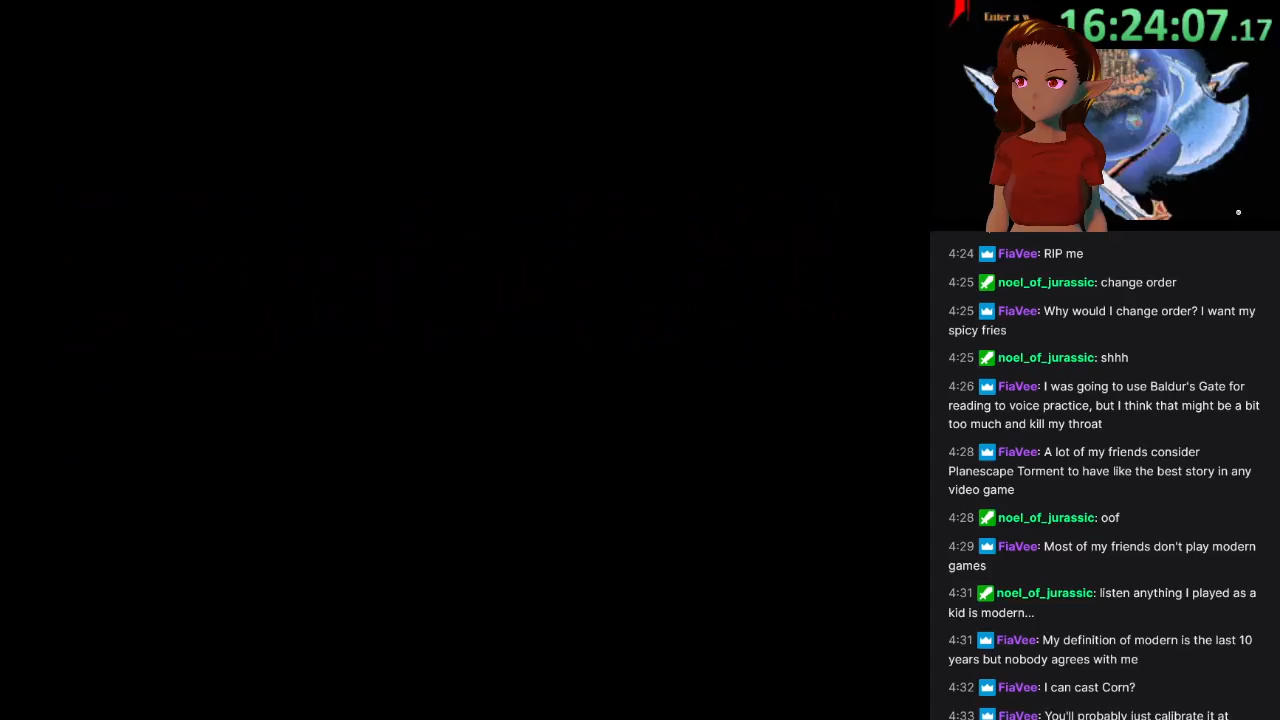 Enter a w
16:24:07.17
4:24 FiaVee: RIP me
4:25 noel_of_jurassic: change order
4:25 FiaVee: Why would I change order? I want my
spicy fries
4:25 noel_of_jurassic: shhh
4:26 FiaVee: I was going to use Baldur's Gate for
reading to voice practice, but I think that might be a bit
too much and kill my throat
4:28 FiaVee: A lot of my friends consider
Planescape Torment to have like the best story in any
video game
4:28 noel_of_jurassic: oof
4:29 FiaVee: Most of my friends don't play modern
games
4:31 noel_of_jurassic: listen anything I played as a
kid is modern...
4:31 FiaVee: My definition of modern is the last 10
years but nobody agrees with me
4:32 FiaVee: I can cast Corn?
4:33 FiaVee: You'll probably just calibrate it at